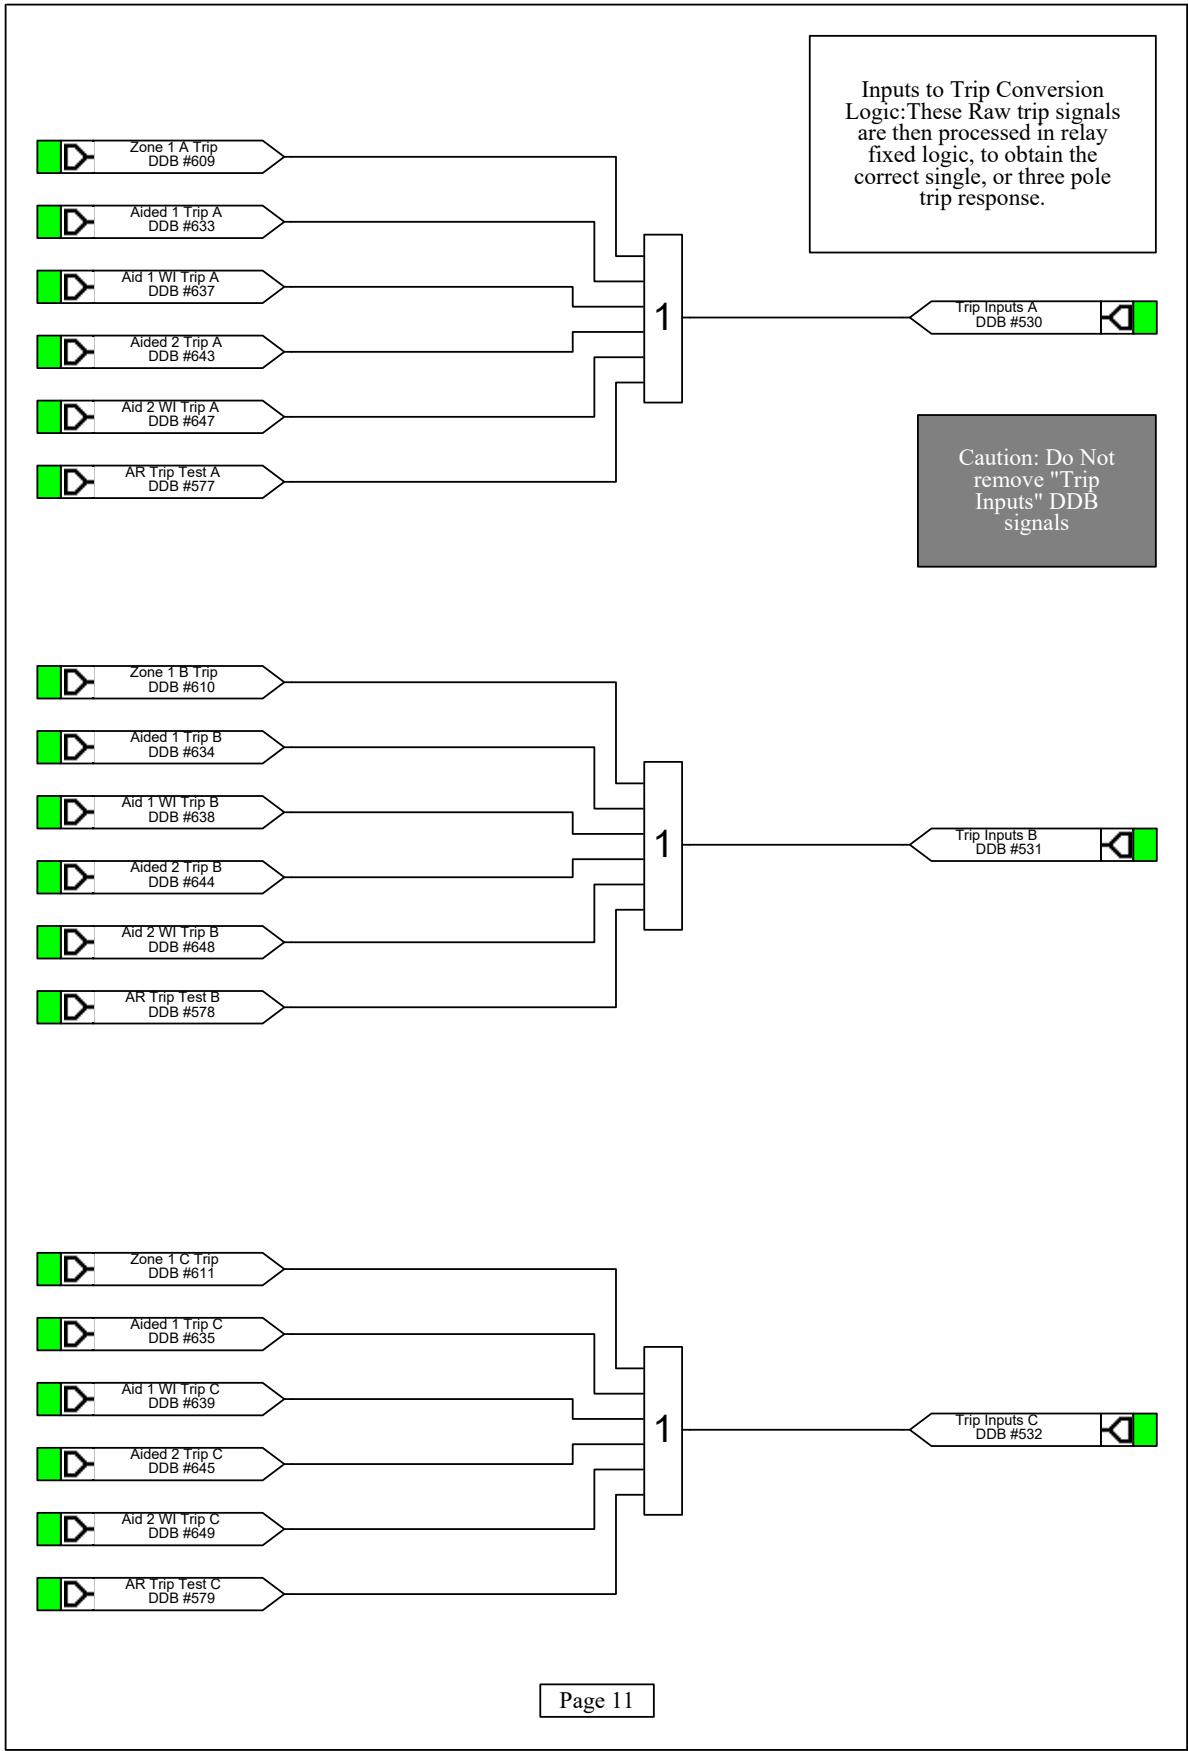 Inputs to Trip Conversion
Logic:These Raw trip signals
are then processed in relay
fixed logic, to obtain the
correct single, or three pole
trip response.
Zone 1 A Trip
DDB #609
Aided 1 Trip A
DDB #633
Aid 1 WI Trip A
DDB #637
Aided 2 Trip A
DDB #643
Aid 2 WI Trip A
DDB #647
AR Trip Test A
DDB #577
1
Trip Inputs A
DDB #530
Caution: Do Not
remove "Trip
Inputs" DDB
signals
Zone 1 B Trip
DDB #610
Aided 1 Trip B
DDB #634
Aid 1 WI Trip B
DDB #638
Aided 2 Trip B
DDB #644
Aid 2 WI Trip B
DDB #648
AR Trip Test B
DDB #578
1
Trip Inputs B
DDB #531
Zone 1 C Trip
DDB #611
Aided 1 Trip C
DDB #635
Aid 1 WI Trip C
DDB #639
Aided 2 Trip C
DDB #645
Aid 2 WI Trip C
DDB #649
AR Trip Test C
DDB #579
1
Trip Inputs C
DDB #532
Page 11